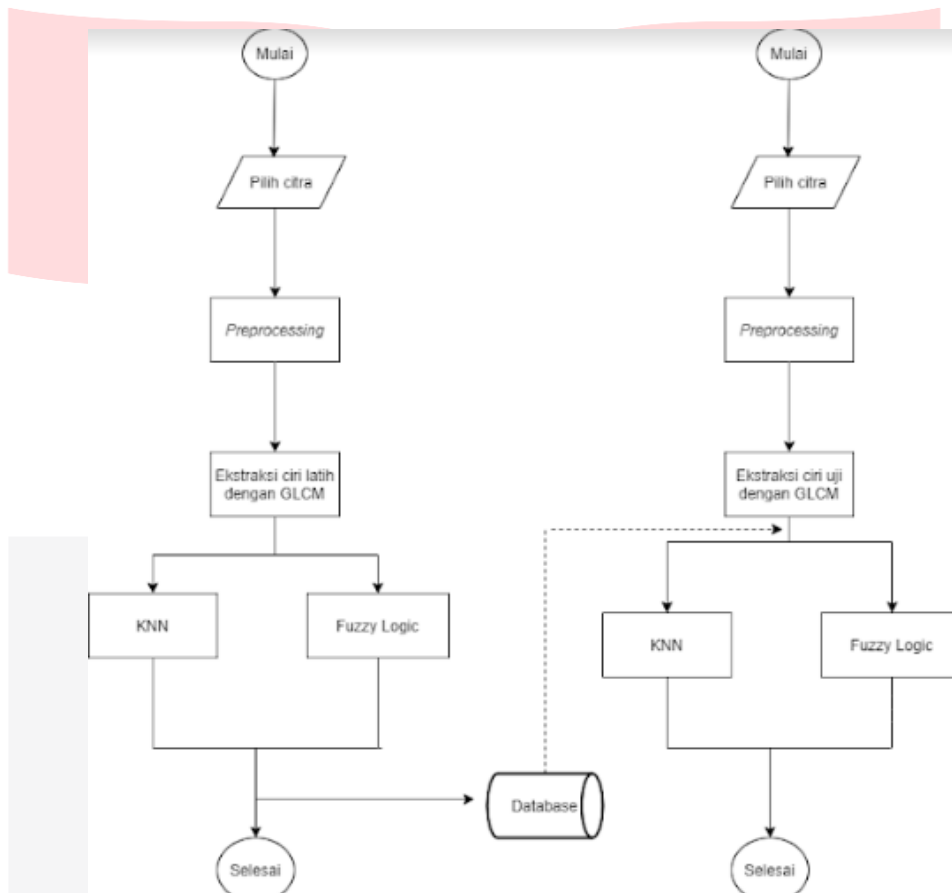 Mulai
Pilih citra
Preprocessing
Ekstraksi ciri latih
dengan GLCM
KNN
Fuzzy Logic
Database
Selesai
Mulai
Pilih citra
Preprocessing
Ekstraksi ciri uji
dengan GLCM
KNN
Fuzzy Logic
Selesai